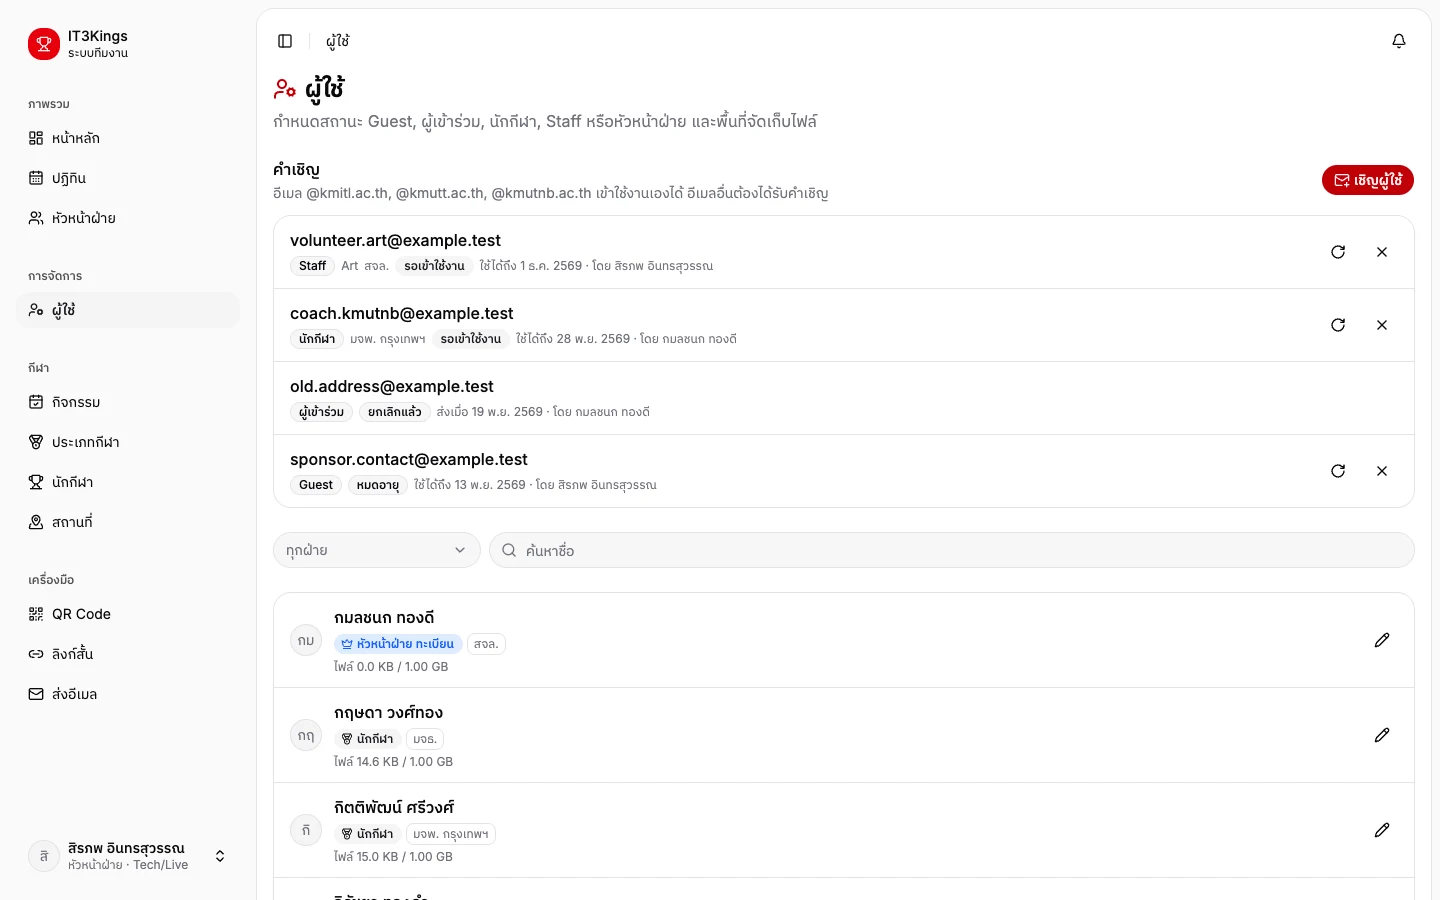 IT3Kings
ระบบทีมงาน
ภาพรวม
หน้าหลัก
ปฏิทิน
หัวหน้าฝ่าย
การจัดการ
ผู้ใช้
กีฬา
กิจกรรม
ประเภทกีฬา
นักกีฬา
สถานที่
เครื่องมือ
QR Code
ลิงก์สั้น
ส่งอีเมล
สิ
สิรภพ อินทรสุวรรณ
หัวหน้าฝ่าย · Tech/Live
ผู้ใช้
ผู้ใช้
กำหนดสถานะ Guest, ผู้เข้าร่วม, นักกีฬา, Staff หรือหัวหน้าฝ่าย และพื้นที่จัดเก็บไฟล์
คำเชิญ
อีเมล @kmitl.ac.th, @kmutt.ac.th, @kmutnb.ac.th เข้าใช้งานเองได้ อีเมลอื่นต้องได้รับคำเชิญ
เชิญผู้ใช้
volunteer.art@example.test
Staff Art สจล. รอเข้าใช้งาน ใช้ได้ถึง 1 ธ.ค. 2569 · โดย สิรภพ อินทรสุวรรณ
coach.kmutnb@example.test
นักกีฬา มจพ. กรุงเทพฯ รอเข้าใช้งาน ใช้ได้ถึง 28 พ.ย. 2569 · โดย กมลชนก ทองดี
old.address@example.test
ผู้เข้าร่วม ยกเลิกแล้ว ส่งเมื่อ 19 พ.ย. 2569 · โดย กมลชนก ทองดี
sponsor.contact@example.test
Guest หมดอายุ ใช้ได้ถึง 13 พ.ย. 2569 · โดย สิรภพ อินทรสุวรรณ
ทุกฝ่าย
ค้นหาชื่อ
กม
กมลชนก ทองดี
หัวหน้าฝ่าย ทะเบียน สจล.
ไฟล์ 0.0 KB / 1.00 GB
กฤ
กฤษดา วงศ์ทอง
นักกีฬา มจธ.
ไฟล์ 14.6 KB / 1.00 GB
กิ
กิตติพัฒน์ ศรีวงศ์
นักกีฬา มจพ. กรุงเทพฯ
ไฟล์ 15.0 KB / 1.00 GB